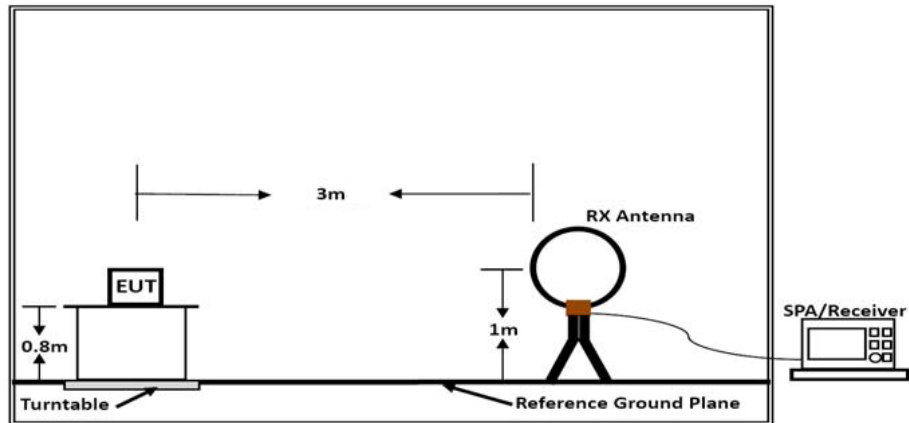 3m
RX Antenna
EUT
SPA/Receiver
0.8m
1m
Turntable
Reference Ground Plane